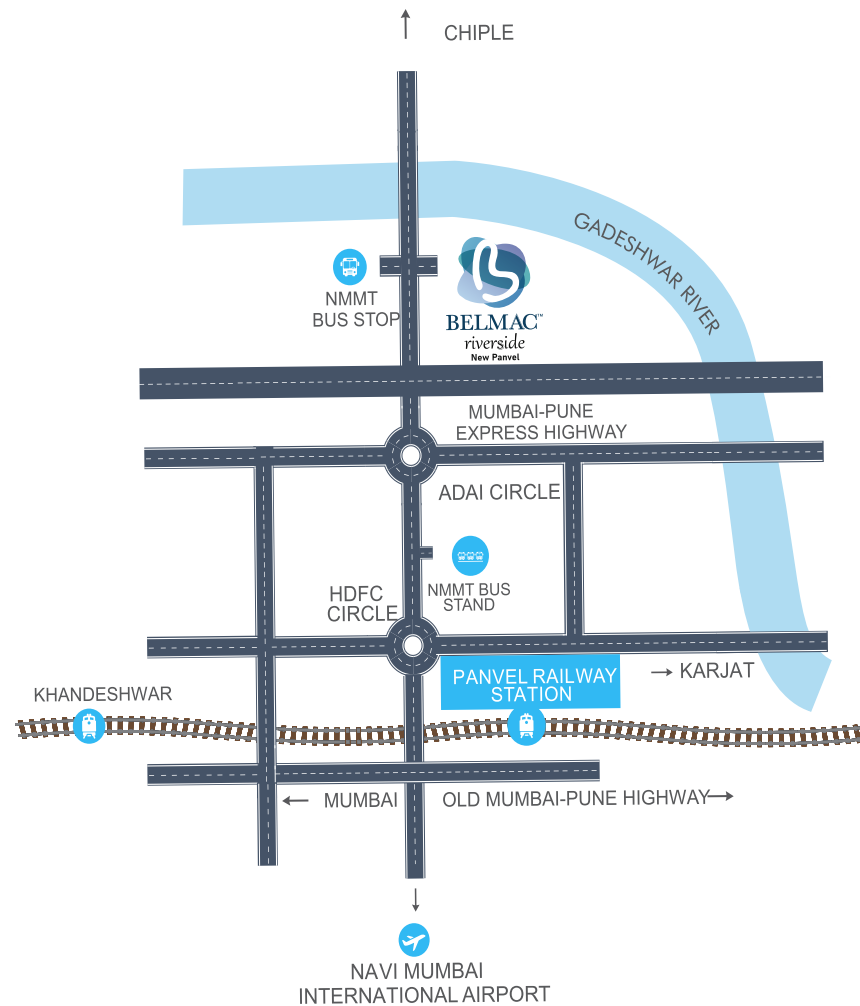 CHIPLE
GADESHWAR RIVER
NMMT
BUS STOP
BELMAC™
riverside
New Panvel
MUMBAI-PUNE
EXPRESS HIGHWAY
ADAI CIRCLE
NMMT BUS
STAND
HDFC
CIRCLE
PANVEL RAILWAY
STATION
KARJAT
KHANDESHWAR
MUMBAI
OLD MUMBAI-PUNE HIGHWAY
NAVI MUMBAI
INTERNATIONAL AIRPORT